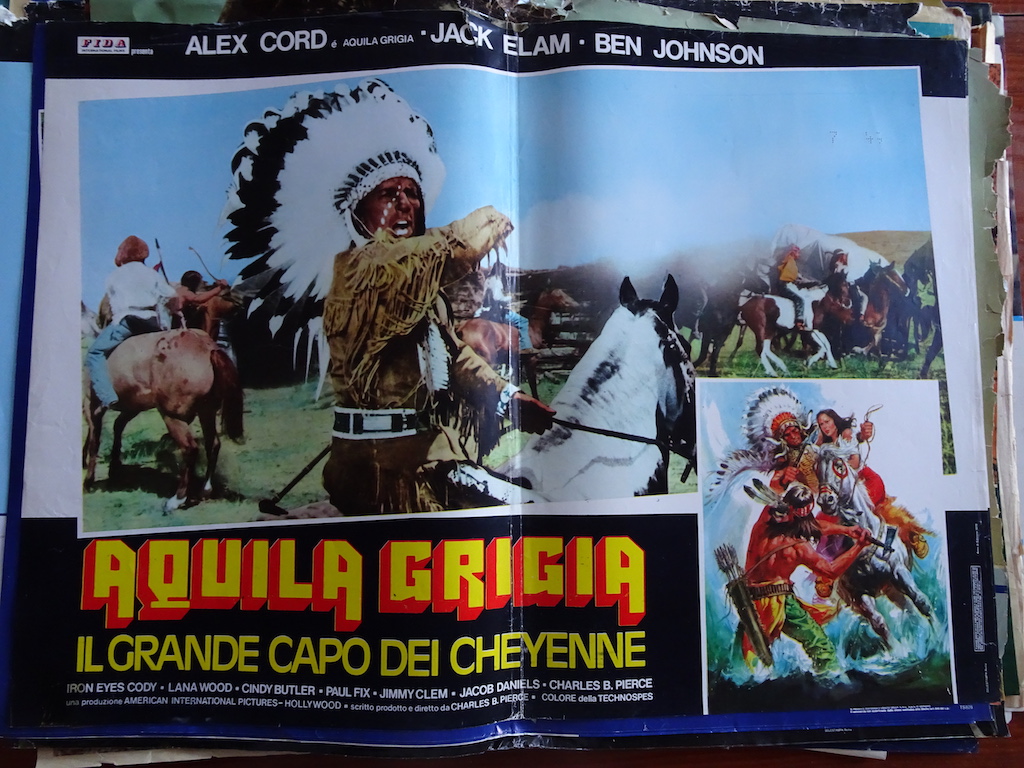 FIDA
INTERNATIONAL FILMS presenta
ALEX CORD è AQUILA GRIGIA · JACK ELAM · BEN JOHNSON
AQUILA GRIGIA
IL GRANDE CAPO DEI CHEYENNE
IRON EYES CODY · LANA WOOD · CINDY BUTLER · PAUL FIX · JIMMY CLEM · JACOB DANIELS · CHARLES B. PIERCE
una produzione AMERICAN INTERNATIONAL PICTURES - HOLLYWOOD · scritto prodotto e diretto da CHARLES B. PIERCE · COLORE della TECHNOSPES